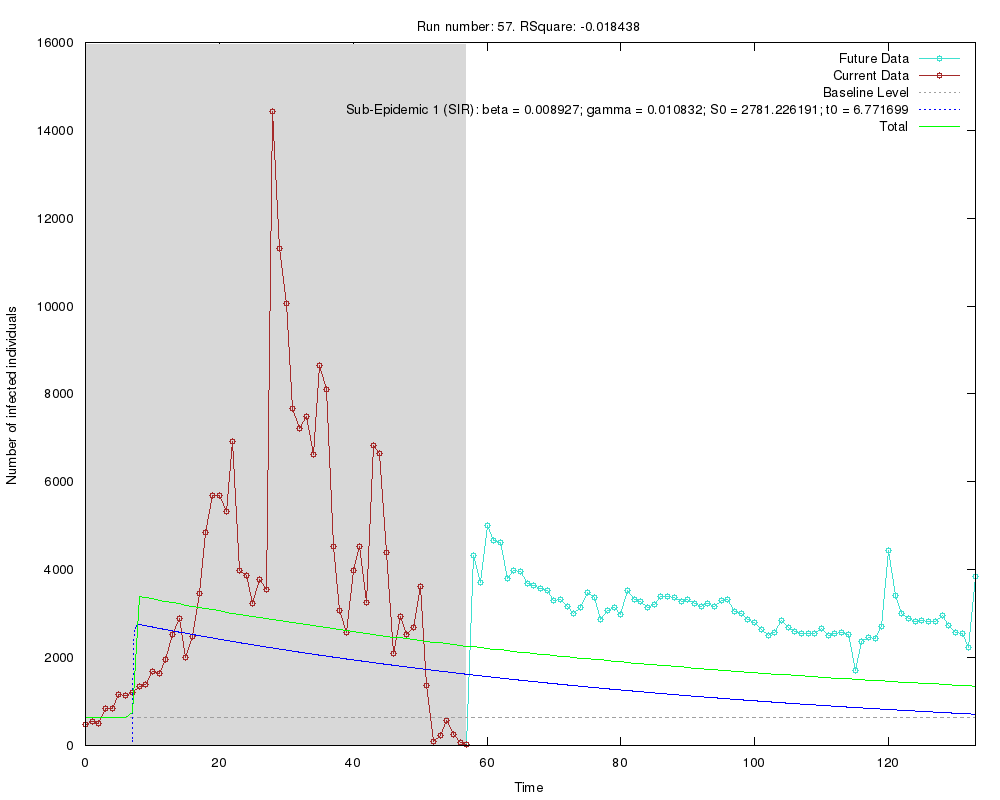 Run number: 57. RSquare: -0.018438
Number of infected individuals
16000
14000
12000
10000
8000
6000
4000
2000
0
Future Data
Current Data
Baseline Level
Sub-Epidemic 1 (SIR): beta = 0.008927; gamma = 0.010832; S0 = 2781.226191; t0 = 6.771699
Total
0 20 40 60 80 100 120
Time